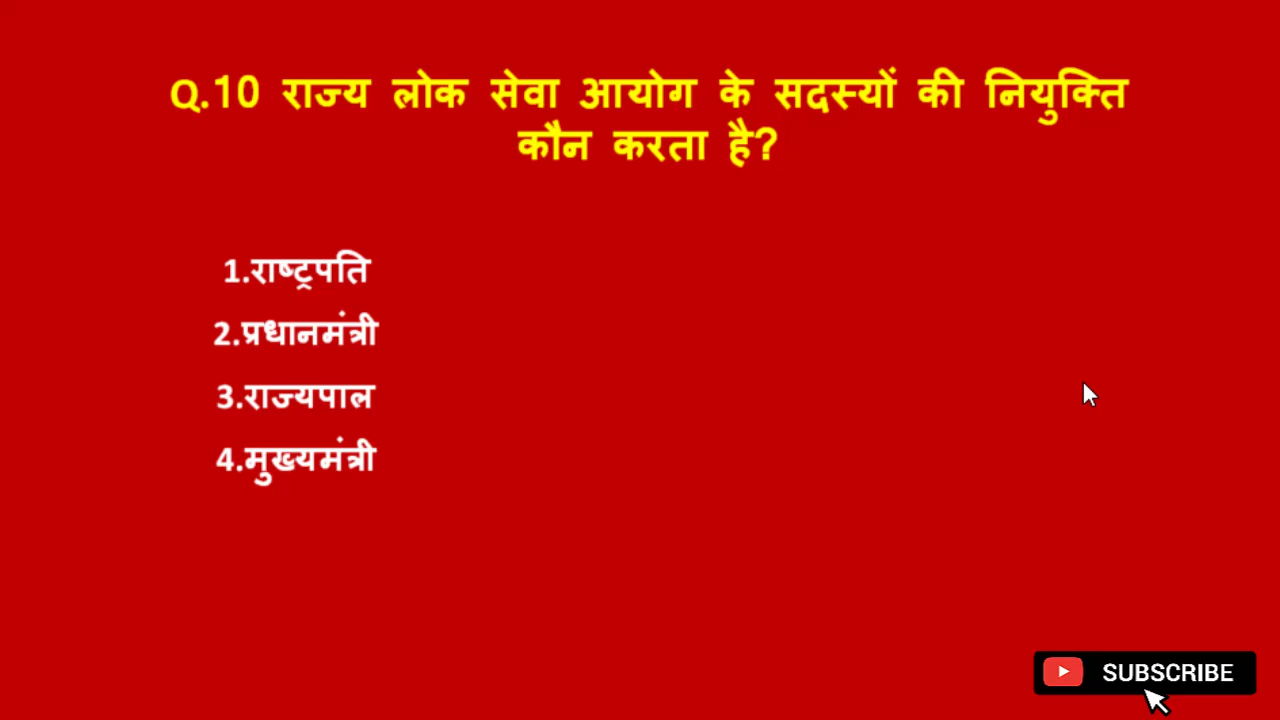 Q.10 राज्य लोक सेवा आयोग के सदस्यों की नियुक्ति
कौन करता है?
1.राष्ट्रपति
2.प्रधानमंत्री
3.राज्यपाल
4.मुख्यमंत्री
SUBSCRIBE